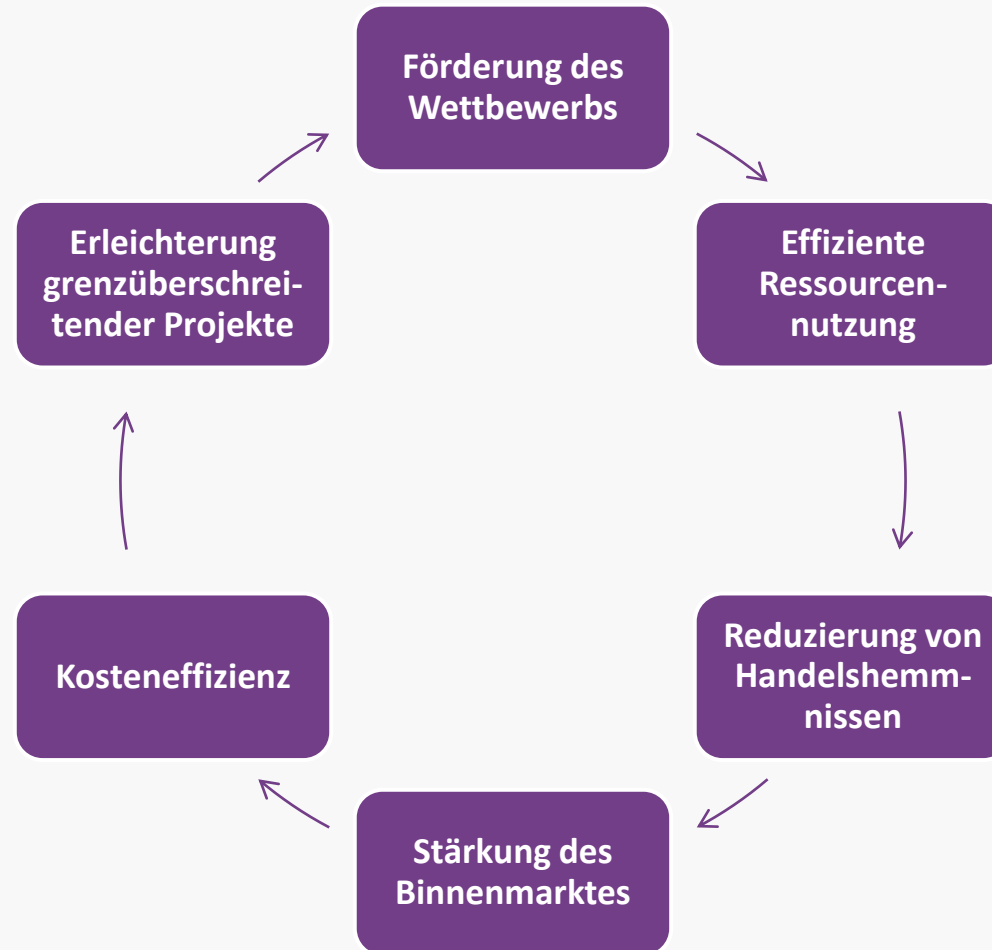 Förderung des
Wettbewerbs
Effiziente
Ressourcen-
nutzung
Reduzierung von
Handelshemm-
nissen
Stärkung des
Binnenmarktes
Kosteneffizienz
Erleichterung
grenzüberschrei-
tender Projekte